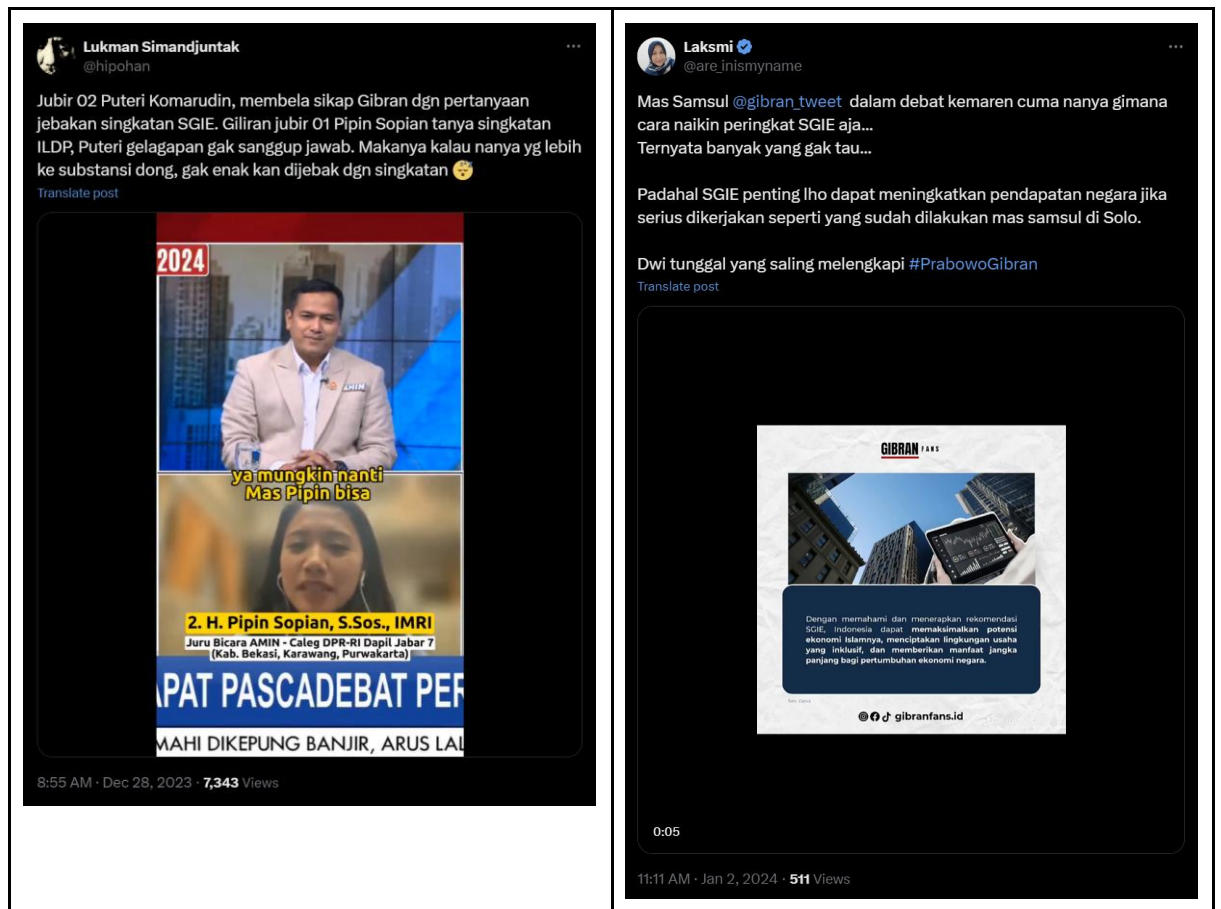 Lukman Simandjuntak
@hipohan
Jubir 02 Puteri Komarudin, membela sikap Gibran dgn pertanyaan
jebakan singkatan SGIE. Giliran jubir 01 Pipin Sopian tanya singkatan
ILDP, Puteri gelagapan gak sanggup jawab. Makanya kalau nanya yg lebih
ke substansi dong, gak enak kan dijebak dgn singkatan 😴
Translate post
2024
AMIN
ya mungkin nanti
Mas Pipin bisa
2. H. Pipin Sopian, S.Sos., IMRI
Juru Bicara AMIN - Caleg DPR-RI Dapil Jabar 7
(Kab. Bekasi, Karawang, Purwakarta)
APAT PASCADEBAT PER
MAHI DIKEPUNG BANJIR, ARUS LAL
8:55 AM · Dec 28, 2023 · 7,343 Views
Laksmi
@are_inismyname
Mas Samsul @gibran_tweet dalam debat kemaren cuma nanya gimana
cara naikin peringkat SGIE aja...
Ternyata banyak yang gak tau...
Padahal SGIE penting lho dapat meningkatkan pendapatan negara jika
serius dikerjakan seperti yang sudah dilakukan mas samsul di Solo.
Dwi tunggal yang saling melengkapi #PrabowoGibran
Translate post
GIBRAN FANS
Dengan memahami dan menerapkan rekomendasi
SGIE, Indonesia dapat memaksimalkan potensi
ekonomi Islamnya, menciptakan lingkungan usaha
yang inklusif, dan memberikan manfaat jangka
panjang bagi pertumbuhan ekonomi negara.
gibranfans.id
0:05
11:11 AM · Jan 2, 2024 · 511 Views